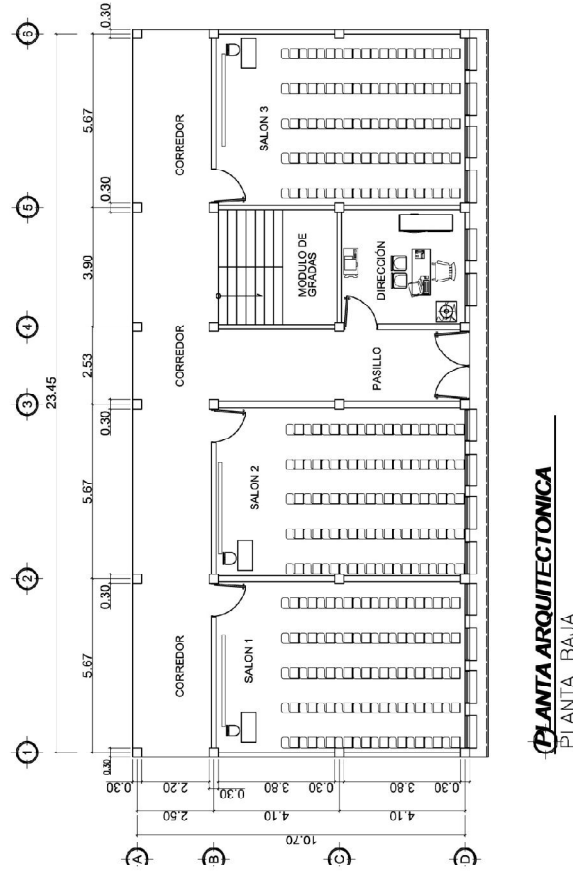 1 2 3 4 5 6
23.45
5.67 5.67 2.53 3.90 5.67
0.30 0.30 0.30 0.30 0.30
A
0.30
2.20
2.50
CORREDOR CORREDOR CORREDOR
B
0.30
3.80
4.10
SALON 1 SALON 2 SALON 3
MODULO DE
GRADAS
10.70
C
0.30
3.80
4.10
PASILLO DIRECCIÓN
D
0.30
PLANTA ARQUITECTONICA
PLANTA BAJA